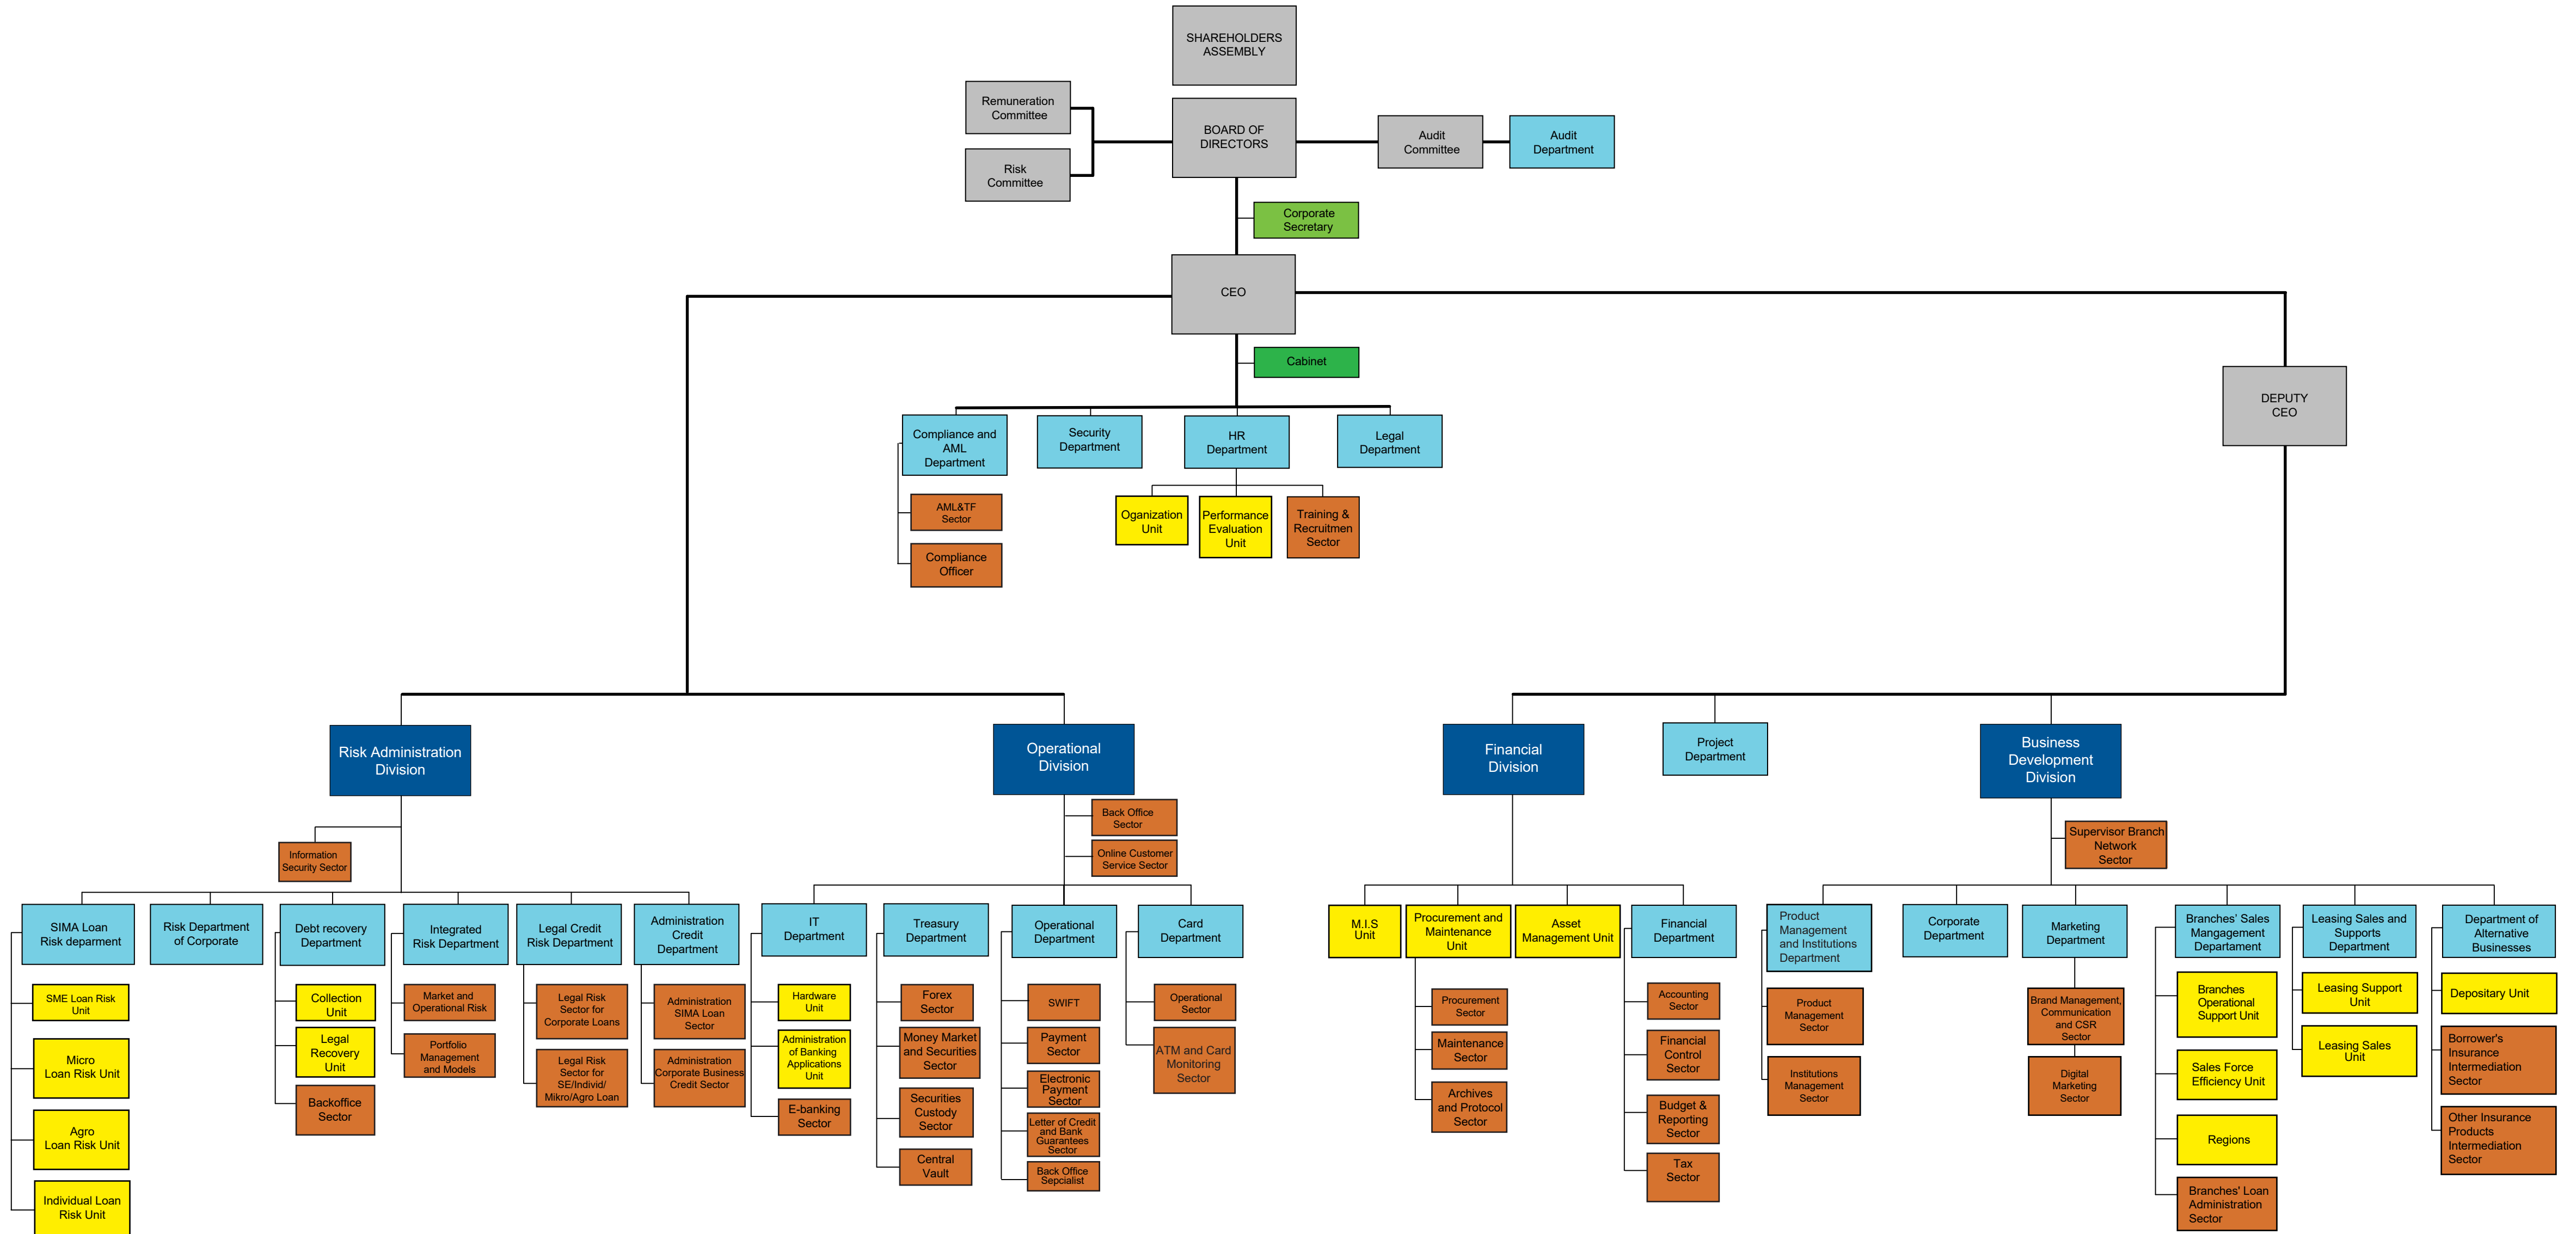 SHAREHOLDERS
ASSEMBLY
Remuneration
Committee
BOARD OF
DIRECTORS
Audit
Committee
Audit
Department
Risk
Committee
Corporate
Secretary
CEO
Cabinet
DEPUTY
CEO
Compliance and
AML
Department
Security
Department
HR
Department
Legal
Department
AML&TF
Sector
Compliance
Officer
Oganization
Unit
Performance
Evaluation
Unit
Training &
Recruitmen
Sector
Risk Administration
Division
Operational
Division
Financial
Division
Project
Department
Business
Development
Division
Information
Security Sector
Back Office
Sector
Online Customer
Service Sector
Supervisor Branch
Network
Sector
SIMA Loan
Risk deparment
Risk Department
of Corporate
Debt recovery
Department
Integrated
Risk Department
Legal Credit
Risk Department
Administration
Credit
Department
IT
Department
Treasury
Department
Operational
Department
Card
Department
M.I.S
Unit
Procurement and
Maintenance
Unit
Asset
Management Unit
Financial
Department
Product
Management
and Institutions
Department
Corporate
Department
Marketing
Department
Branches’ Sales
Mangagement
Departament
Leasing Sales and
Supports
Department
Department of
Alternative
Businesses
SME Loan Risk
Unit
Micro
Loan Risk Unit
Agro
Loan Risk Unit
Individual Loan
Risk Unit
Collection
Unit
Legal
Recovery
Unit
Backoffice
Sector
Market and
Operational Risk
Portfolio
Management
and Models
Legal Risk
Sector for
Corporate Loans
Legal Risk
Sector for
SE/Individ/
Mikro/Agro Loan
Administration
SIMA Loan
Sector
Administration
Corporate Business
Credit Sector
Hardware
Unit
Administration
of Banking
Applications
Unit
E-banking
Sector
Forex
Sector
Money Market
and Securities
Sector
Securities
Custody
Sector
Central
Vault
SWIFT
Payment
Sector
Electronic
Payment
Sector
Letter of Credit
and Bank
Guarantees
Sector
Back Office
Sepcialist
Operational
Sector
ATM and Card
Monitoring
Sector
Procurement
Sector
Maintenance
Sector
Archives
and Protocol
Sector
Accounting
Sector
Financial
Control
Sector
Budget &
Reporting
Sector
Tax
Sector
Product
Management
Sector
Institutions
Management
Sector
Brand Management,
Communication
and CSR
Sector
Digital
Marketing
Sector
Branches
Operational
Support Unit
Sales Force
Efficiency Unit
Regions
Branches' Loan
Administration
Sector
Leasing Support
Unit
Leasing Sales
Unit
Depositary Unit
Borrower's
Insurance
Intermediation
Sector
Other Insurance
Products
Intermediation
Sector